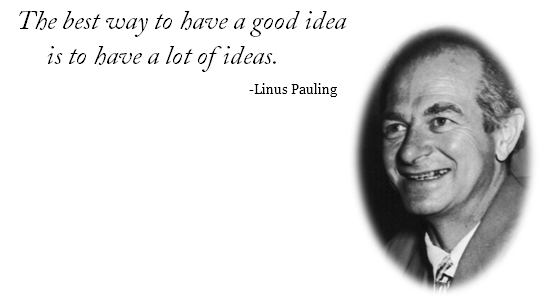 The best way to have a good idea
is to have a lot of ideas.
-Linus Pauling